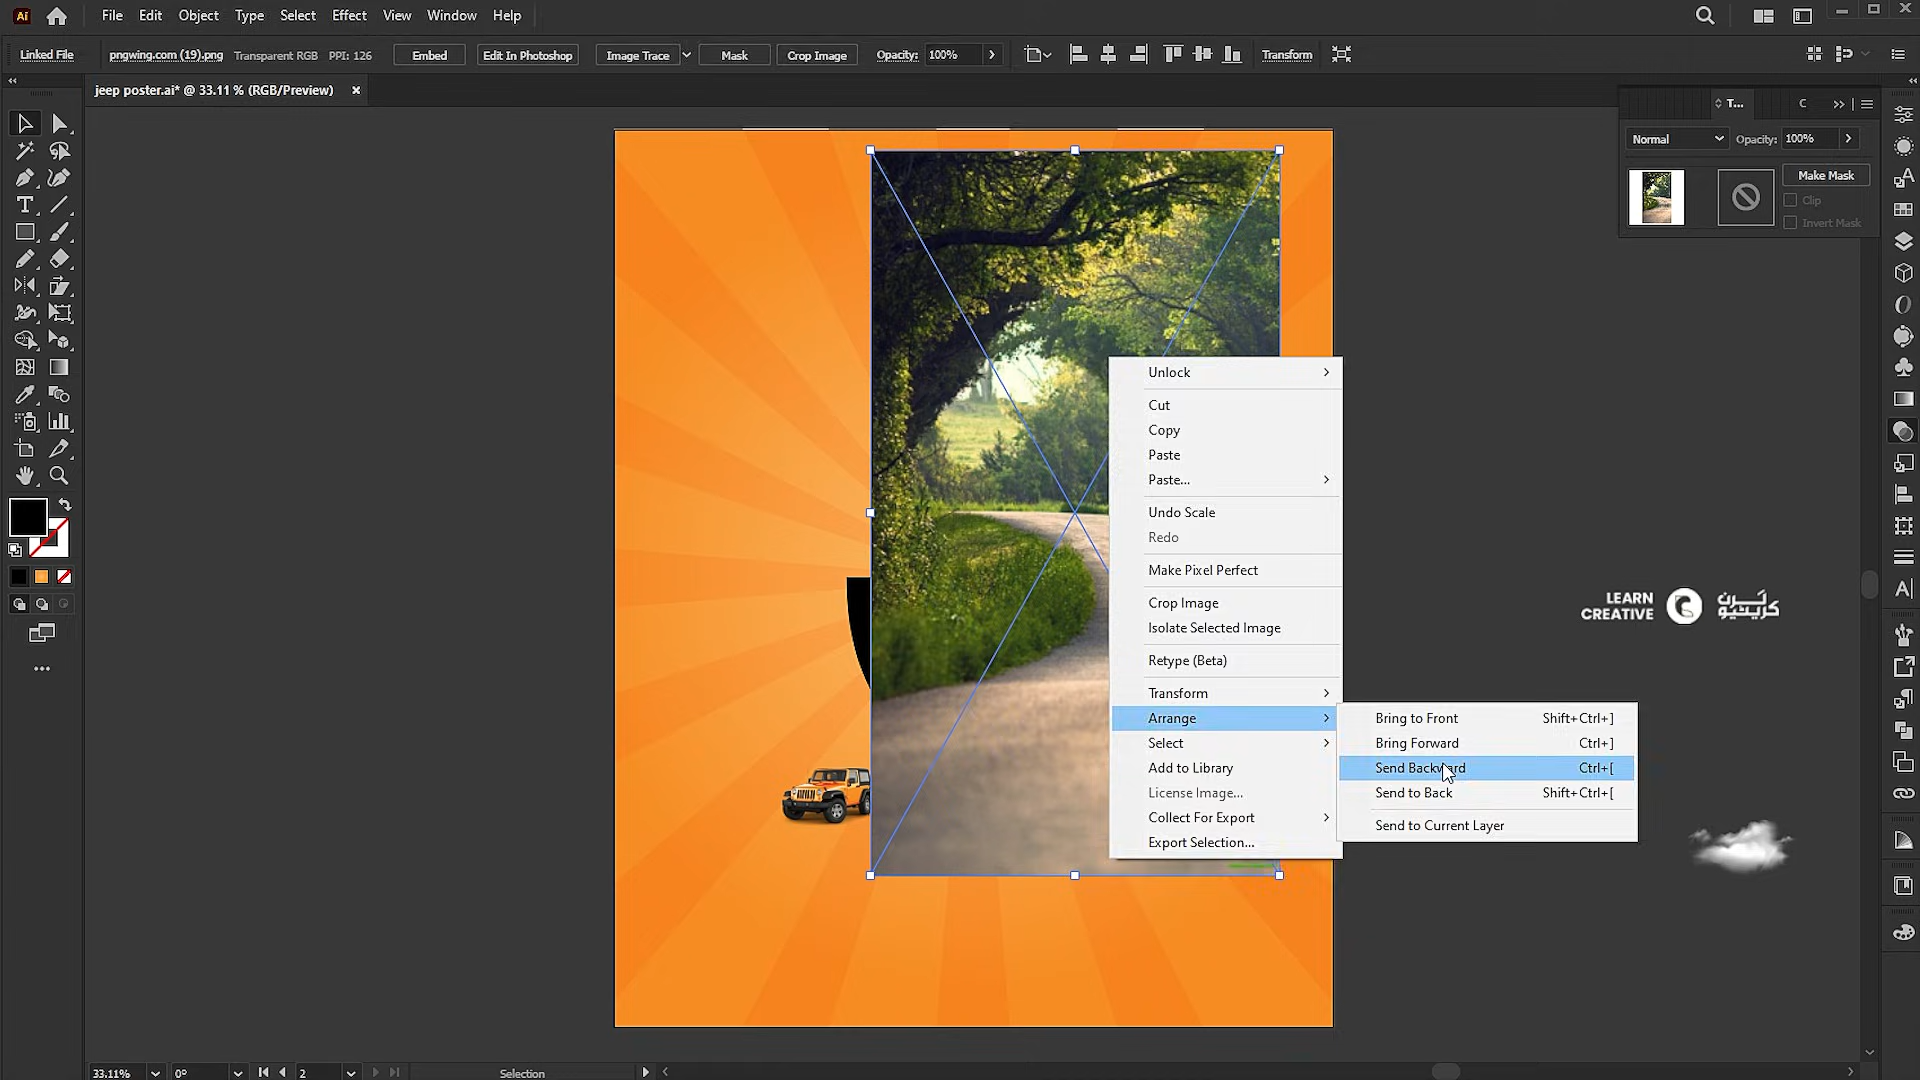 Ai File Edit Object Type Select Effect View Window Help
Linked File pngwing.com (19).png Transparent RGB PPI: 126 Embed Edit In Photoshop Image Trace Mask Crop Image Opacity: 100% Transform
jeep poster.ai* @ 33.11 % (RGB/Preview)
T... C
Normal Opacity: 100%
Make Mask
Clip
Invert Mask
Unlock
Cut
Copy
Paste
Paste...
Undo Scale
Redo
Make Pixel Perfect
Crop Image
Isolate Selected Image
Retype (Beta)
Transform
Arrange
Select
Add to Library
License Image...
Collect For Export
Export Selection...
Bring to Front Shift+Ctrl+]
Bring Forward Ctrl+]
Send Backward Ctrl+[
Send to Back Shift+Ctrl+[
Send to Current Layer
LEARN
CREATIVE
لَـرن
كريتيو
33.11% 0° 2 Selection